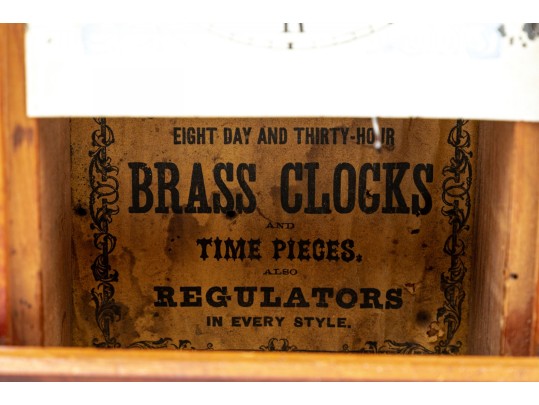 EIGHT DAY AND THIRTY-HOUR
BRASS CLOCKS
AND
TIME PIECES,
ALSO
REGULATORS
IN EVERY STYLE.